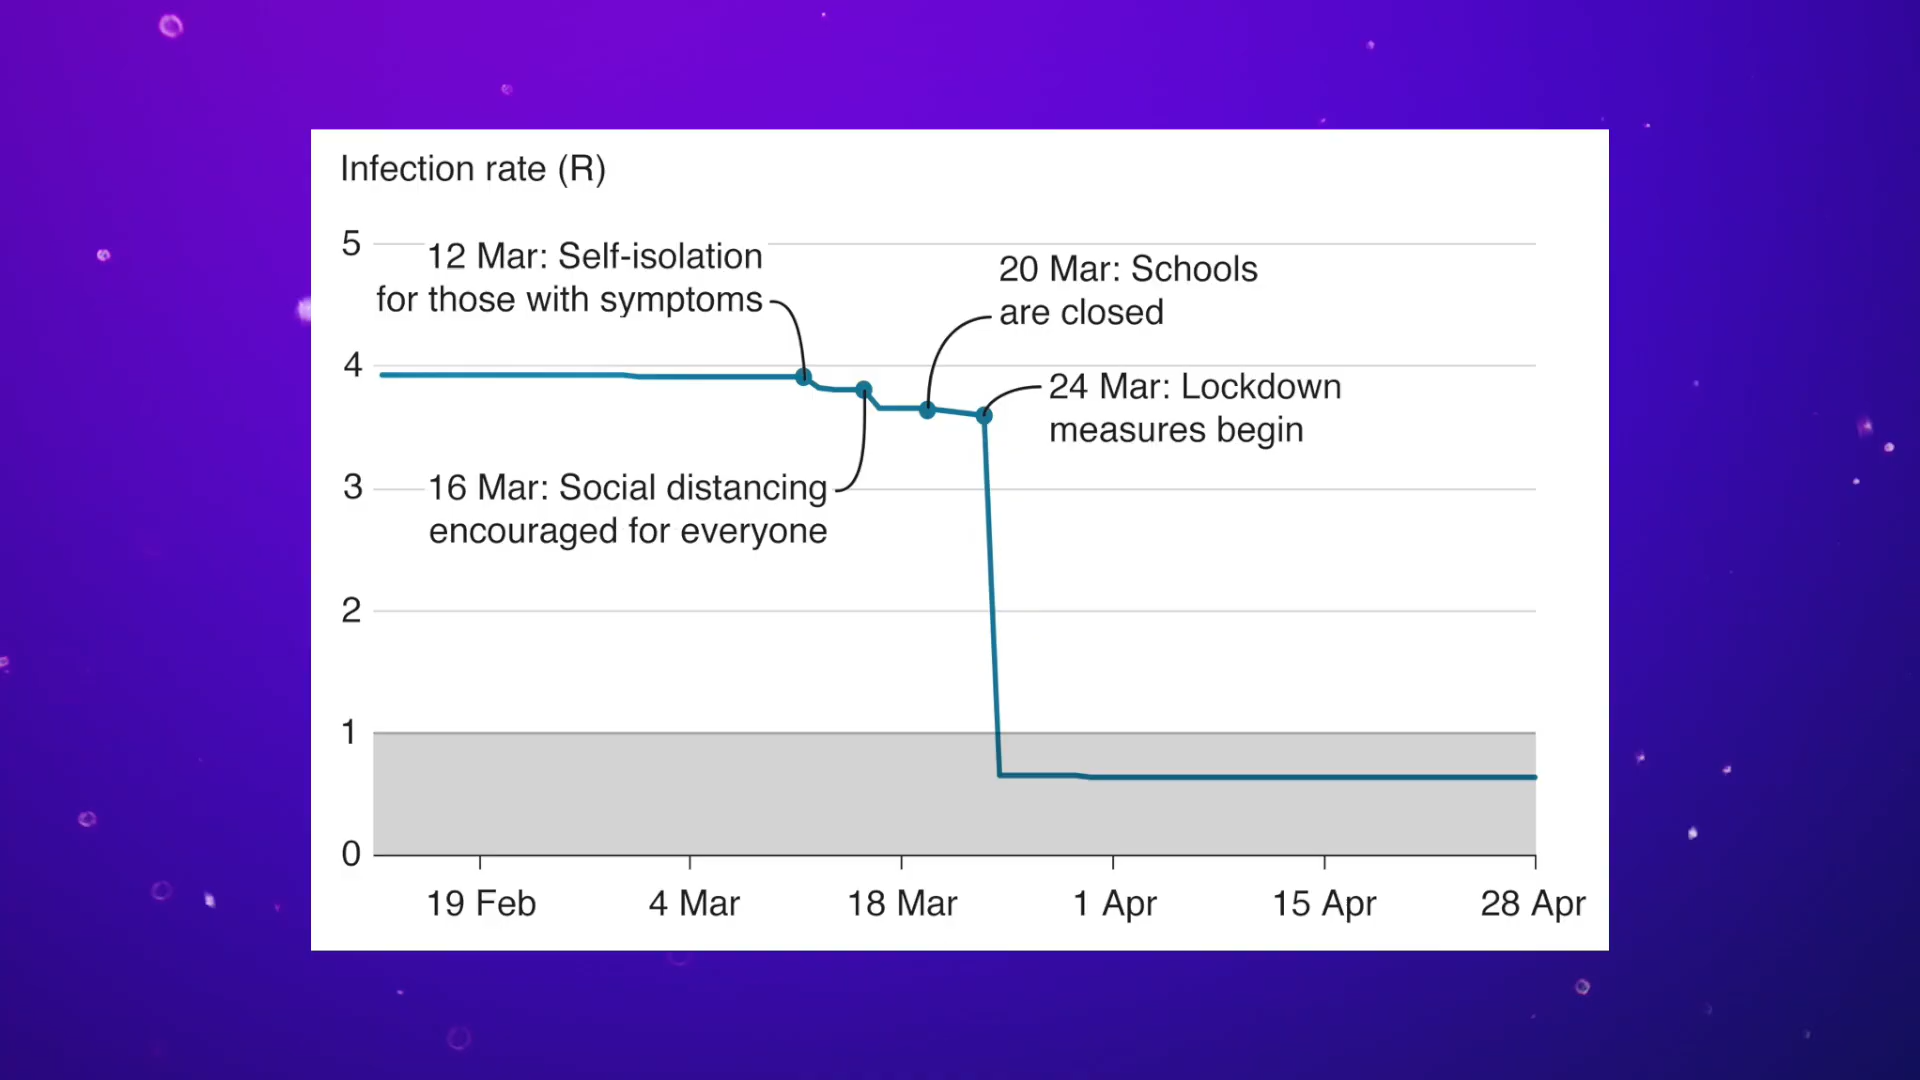 Infection rate (R)
5
12 Mar: Self-isolation
for those with symptoms
20 Mar: Schools
are closed
4
24 Mar: Lockdown
measures begin
3
16 Mar: Social distancing
encouraged for everyone
2
1
0
19 Feb
4 Mar
18 Mar
1 Apr
15 Apr
28 Apr